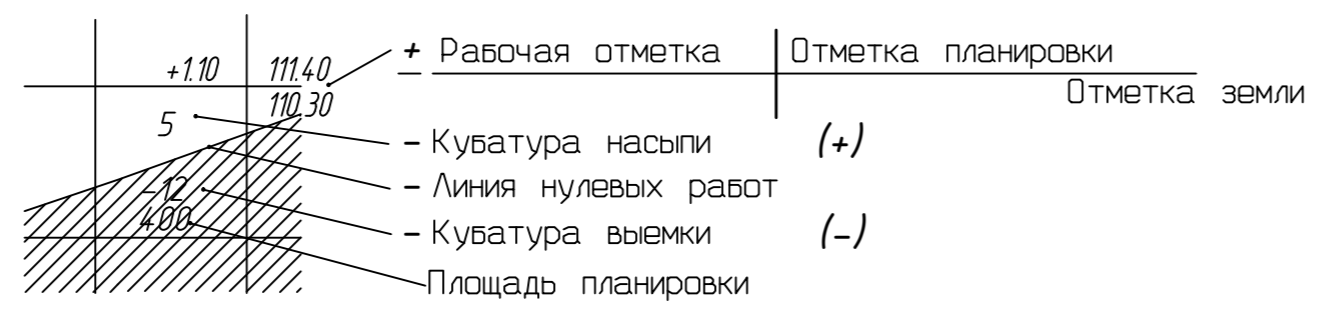 +1.10 111.40 ± Рабочая отметка Отметка планировки
110.30 Отметка земли
5 - Кубатура насыпи (+)
- Линия нулевых работ
-12
400 - Кубатура выемки (-)
Площадь планировки